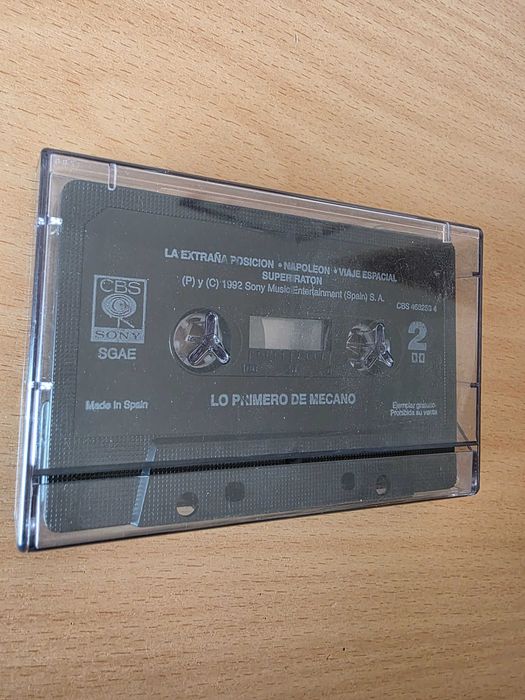 LA EXTRAÑA POSICION • NAPOLEON • VIAJE ESPACIAL
SUPERRATON
(P) y (C) 1992 Sony Music Entertainment (Spain) S. A.
CBS 463253 4
CBS
SONY
SGAE
2
Made in Spain
LO PRIMERO DE MECANO
Ejemplar gratuito.
Prohibida su venta